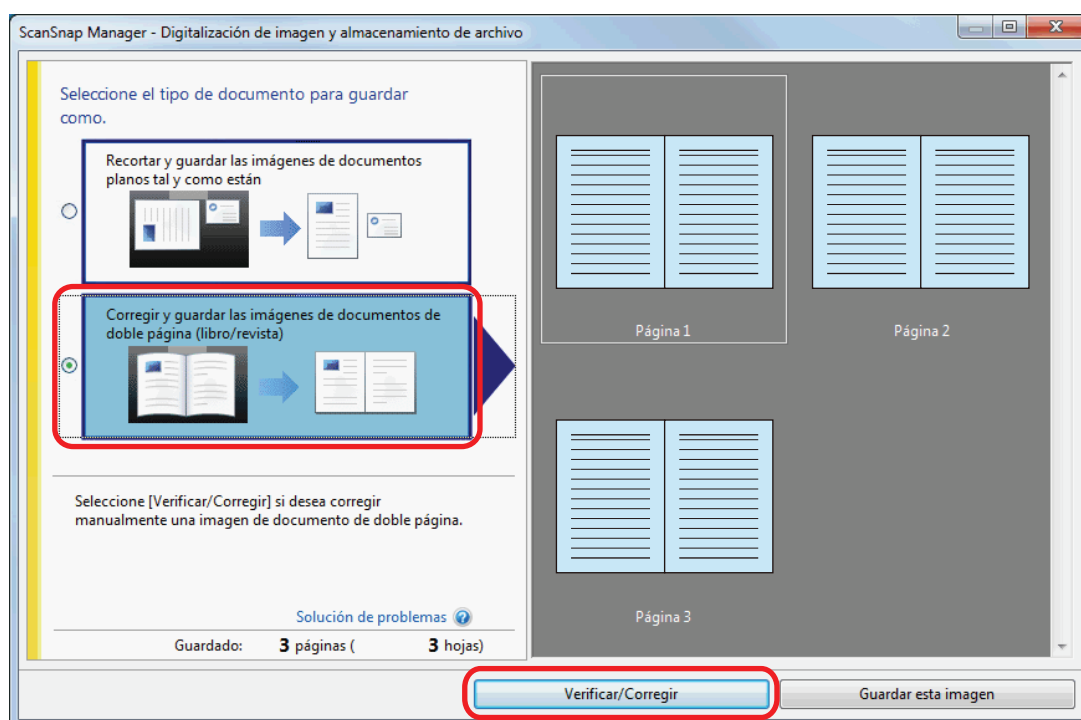 ScanSnap Manager - Digitalización de imagen y almacenamiento de archivo
Seleccione el tipo de documento para guardar
como.
Recortar y guardar las imágenes de documentos
planos tal y como están
Corregir y guardar las imágenes de documentos de
doble página (libro/revista)
Seleccione [Verificar/Corregir] si desea corregir
manualmente una imagen de documento de doble página.
Solución de problemas
Guardado: 3 páginas ( 3 hojas)
Página 1
Página 2
Página 3
Verificar/Corregir
Guardar esta imagen